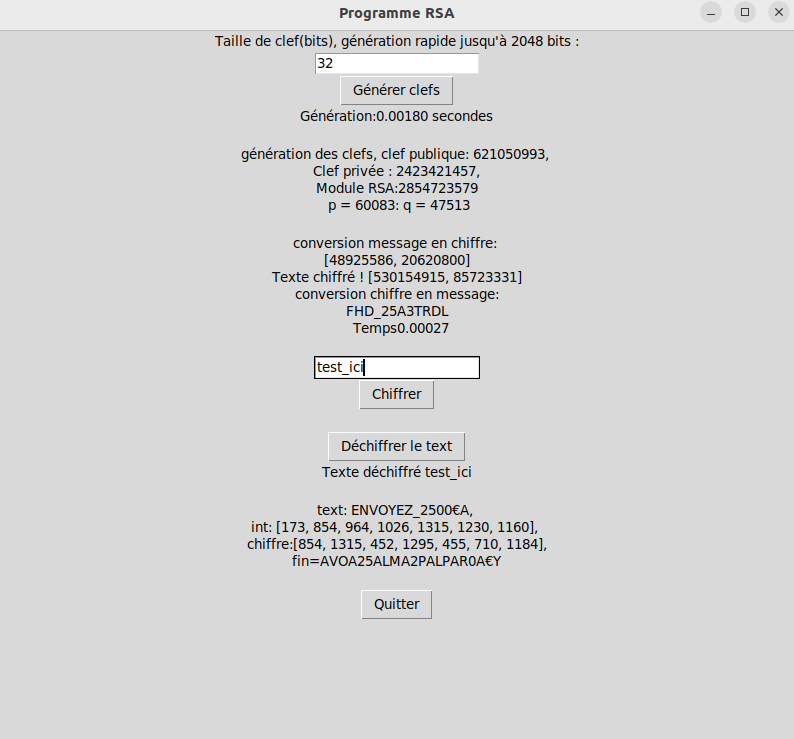 Programme RSA
Taille de clef(bits), génération rapide jusqu'à 2048 bits :
32
Générer clefs
Génération:0.00180 secondes
génération des clefs, clef publique: 621050993,
Clef privée : 2423421457,
Module RSA:2854723579
p = 60083: q = 47513
conversion message en chiffre:
[48925586, 20620800]
Texte chiffré ! [530154915, 85723331]
conversion chiffre en message:
FHD_25A3TRDL
Temps0.00027
test_ici
Chiffrer
Déchiffrer le text
Texte déchiffré test_ici
text: ENVOYEZ_2500€A,
int: [173, 854, 964, 1026, 1315, 1230, 1160],
chiffre:[854, 1315, 452, 1295, 455, 710, 1184],
fin=AVOA25ALMA2PALPAR0A€Y
Quitter